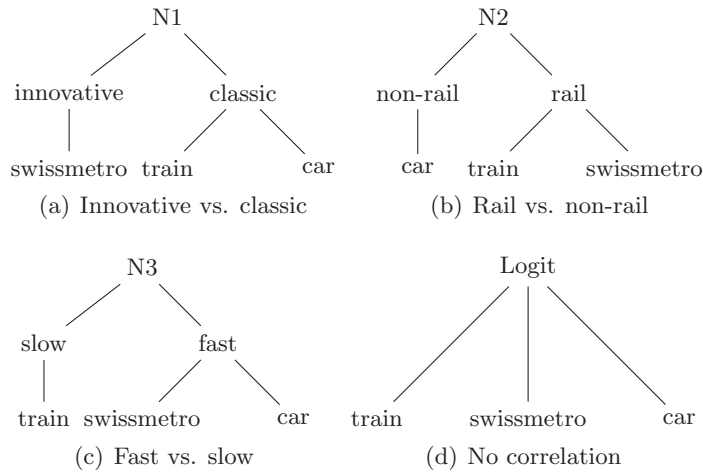 N1
innovative classic
swissmetro train car
(a) Innovative vs. classic
N2
non-rail rail
car train swissmetro
(b) Rail vs. non-rail
N3
slow fast
train swissmetro car
(c) Fast vs. slow
Logit
train swissmetro car
(d) No correlation